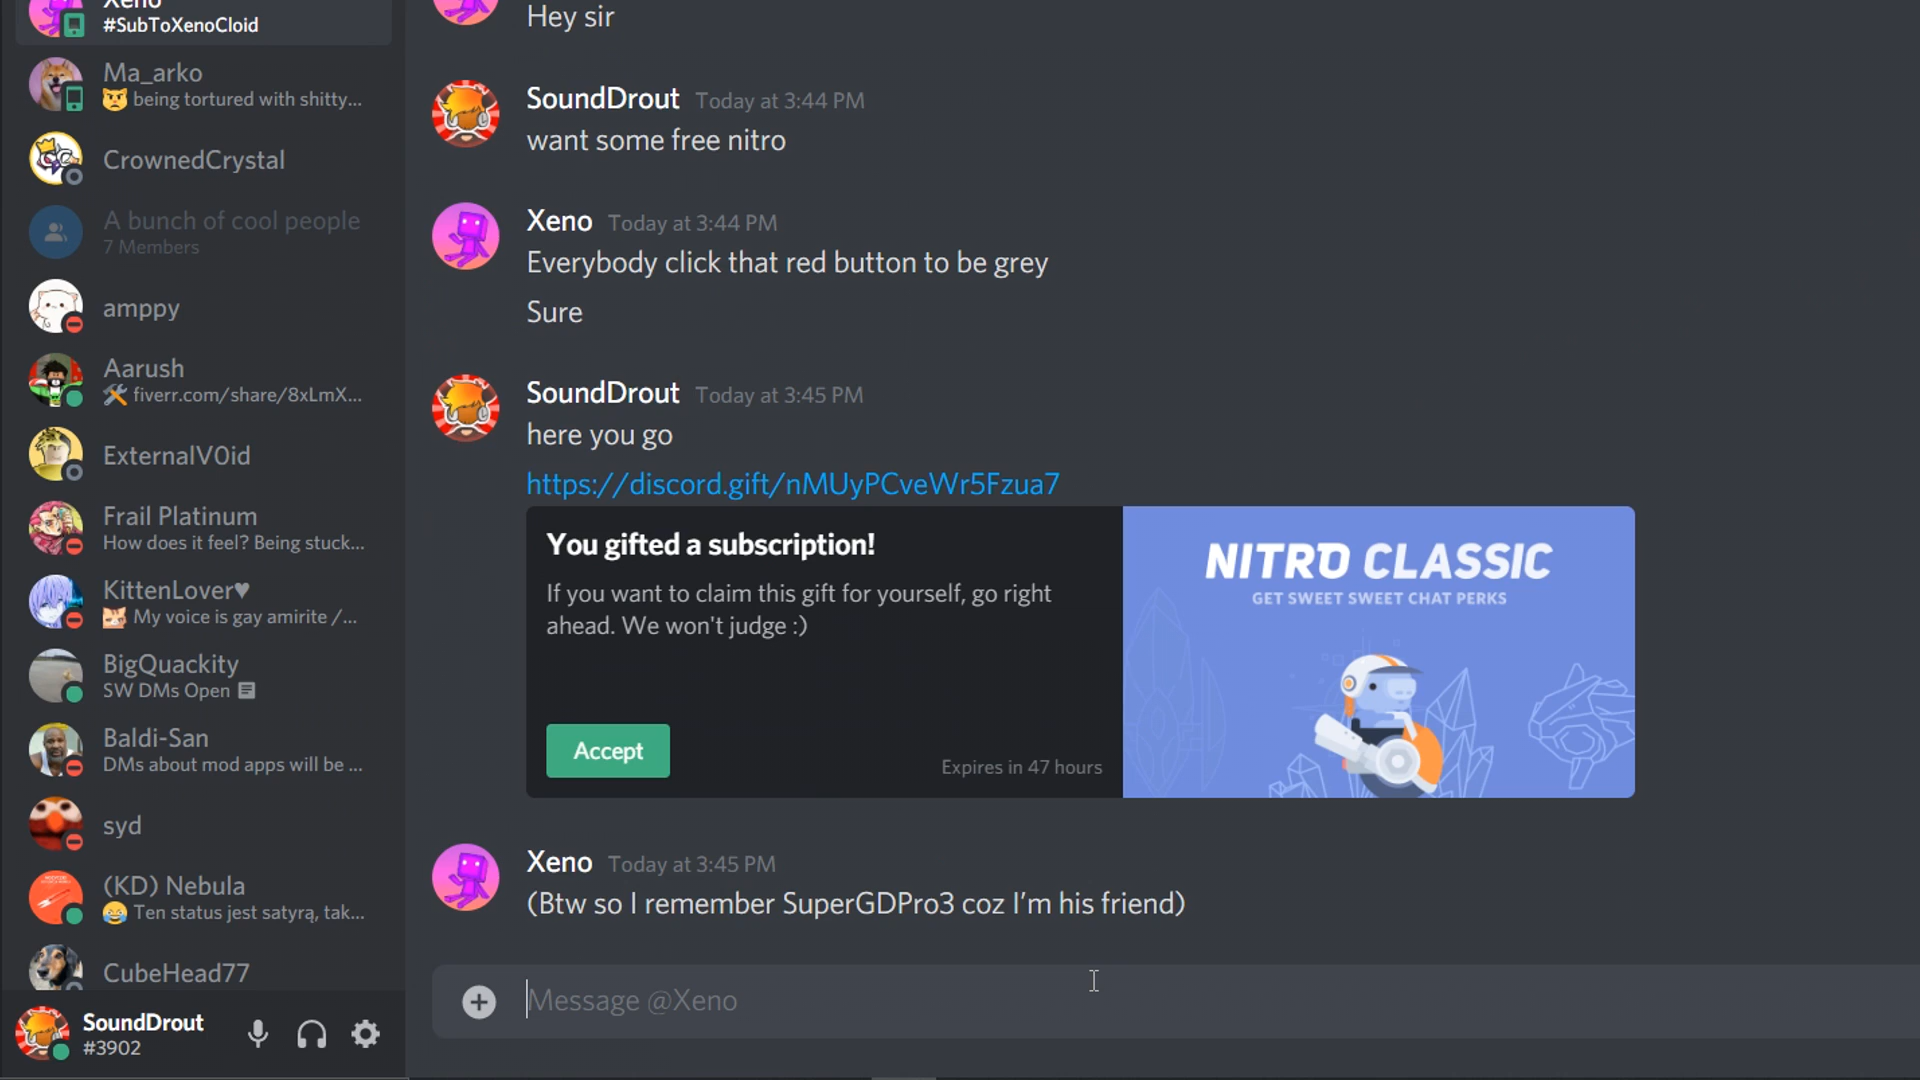 Xeno
#SubToXenoCloid
Ma_arko
being tortured with shitty...
CrownedCrystal
A bunch of cool people
7 Members
amppy
Aarush
fiverr.com/share/8xLmX...
ExternalV0id
Frail Platinum
How does it feel? Being stuck...
KittenLover♥
My voice is gay amirite /...
BigQuackity
SW DMs Open
Baldi-San
DMs about mod apps will be ...
syd
(KD) Nebula
Ten status jest satyrą, tak...
CubeHead77
SoundDrout
#3902
Hey sir
SoundDrout Today at 3:44 PM
want some free nitro
Xeno Today at 3:44 PM
Everybody click that red button to be grey
Sure
SoundDrout Today at 3:45 PM
here you go
https://discord.gift/nMUyPCveWr5Fzua7
You gifted a subscription!
If you want to claim this gift for yourself, go right
ahead. We won't judge :)
Accept
Expires in 47 hours
NITRO CLASSIC
GET SWEET SWEET CHAT PERKS
Xeno Today at 3:45 PM
(Btw so I remember SuperGDPro3 coz I'm his friend)
Message @Xeno